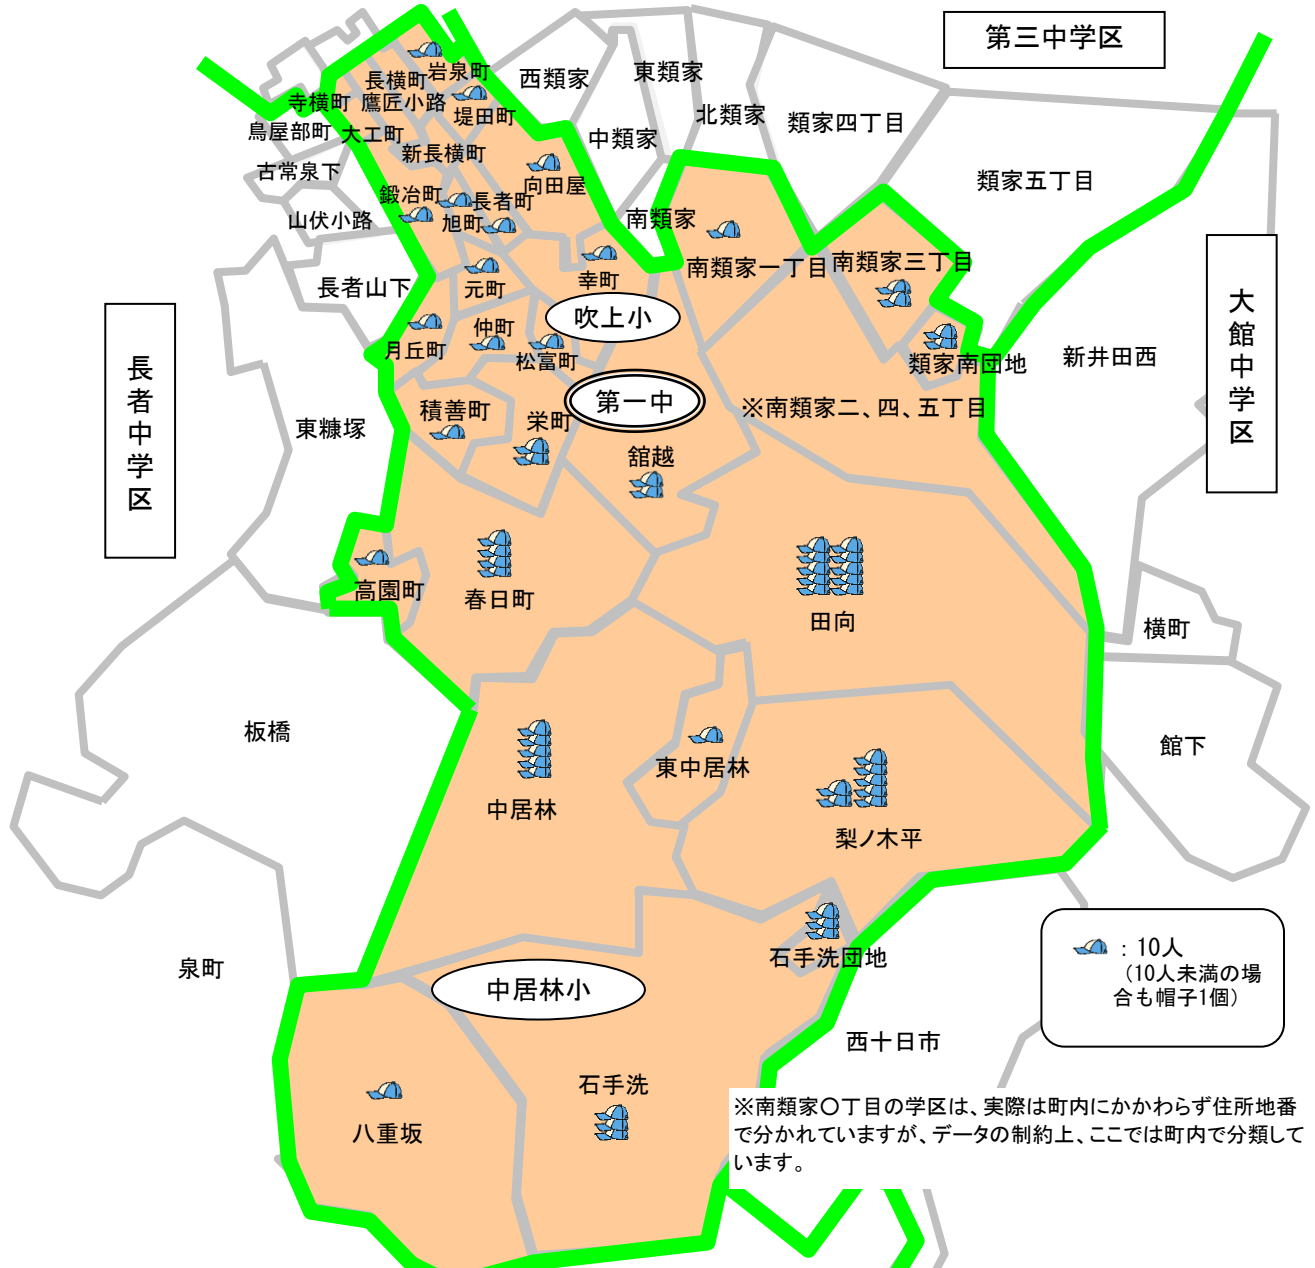 第三中学区
岩泉町
長横町
西類家
東類家
寺横町
鷹匠小路
堤田町
北類家
類家四丁目
鳥屋部町
大工町
中類家
新長横町
古常泉下
向田屋
類家五丁目
鍛冶町
長者町
山伏小路
旭町
南類家
南類家一丁目
南類家三丁目
長者山下
元町
幸町
大館中学区
吹上小
仲町
月丘町
松富町
類家南団地
新井田西
長者中学区
第一中
※南類家二、四、五丁目
積善町
栄町
東糠塚
舘越
高園町
春日町
田向
横町
板橋
館下
東中居林
中居林
梨ノ木平
石手洗団地
：10人
（10人未満の場
合も帽子1個）
泉町
中居林小
西十日市
石手洗
八重坂
※南類家〇丁目の学区は、実際は町内にかかわらず住所地番
で分かれていますが、データの制約上、ここでは町内で分類して
います。